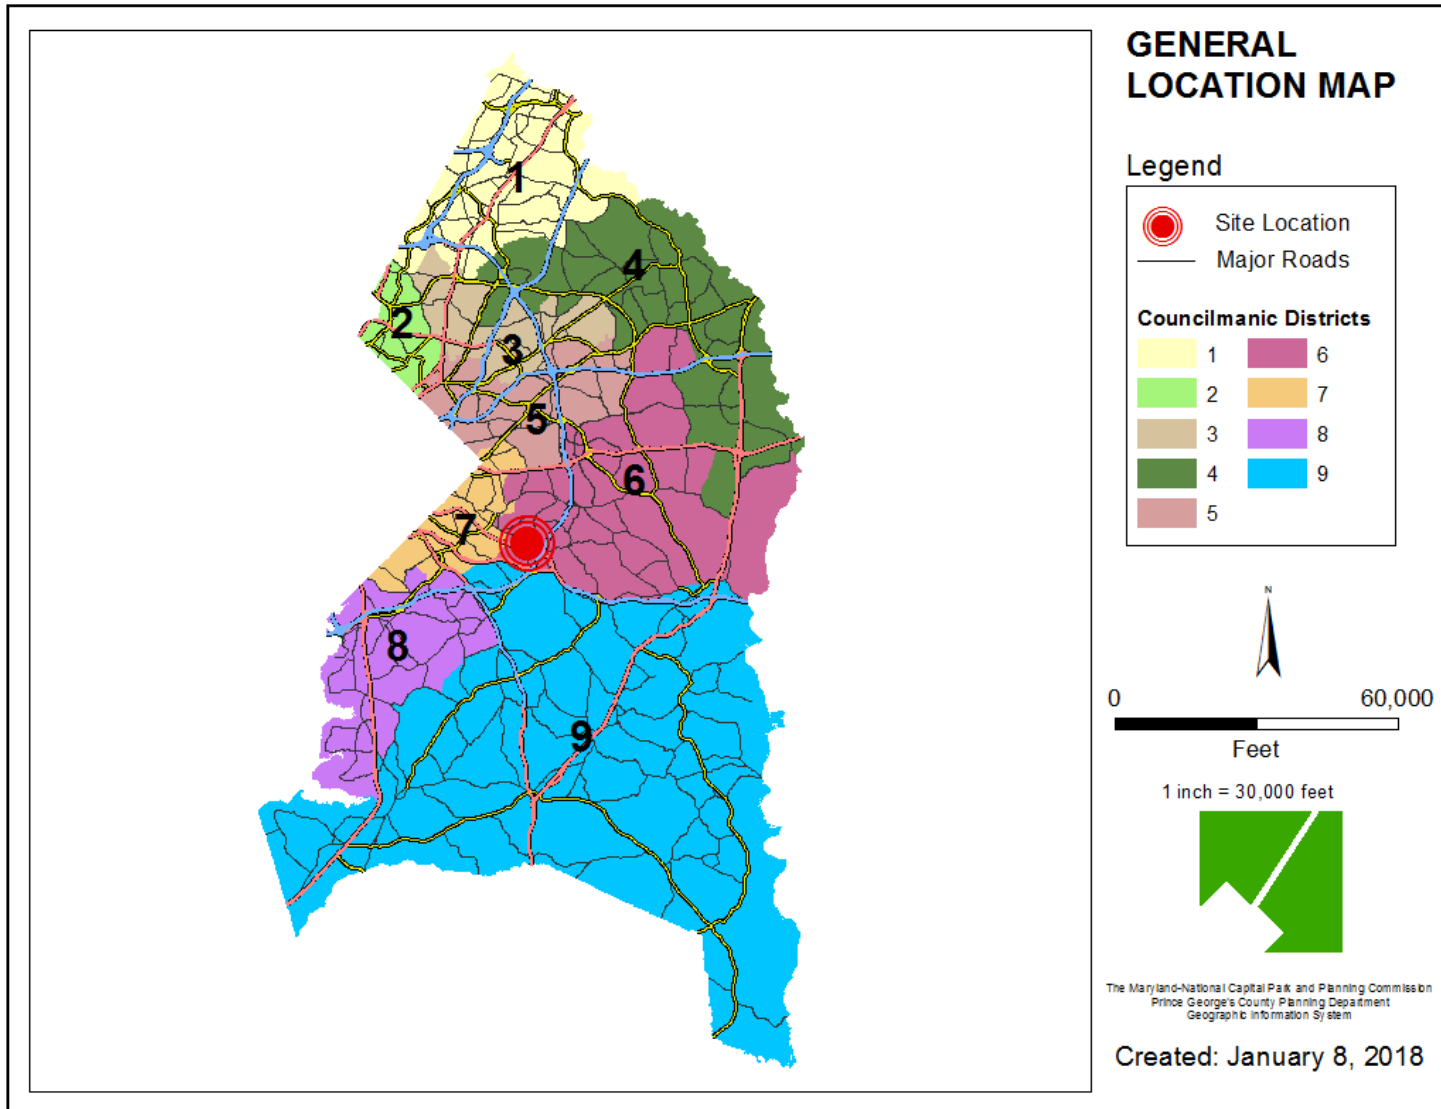 GENERAL
LOCATION MAP
Legend
Site Location
Major Roads
Councilmanic Districts
1
6
2
7
3
8
4
9
5
1
4
2
3
5
6
7
8
9
N
0
60,000
Feet
1 inch = 30,000 feet
The Maryland-National Capital Park and Planning Commission
Prince George's County Planning Department
Geographic Information System
Created: January 8, 2018